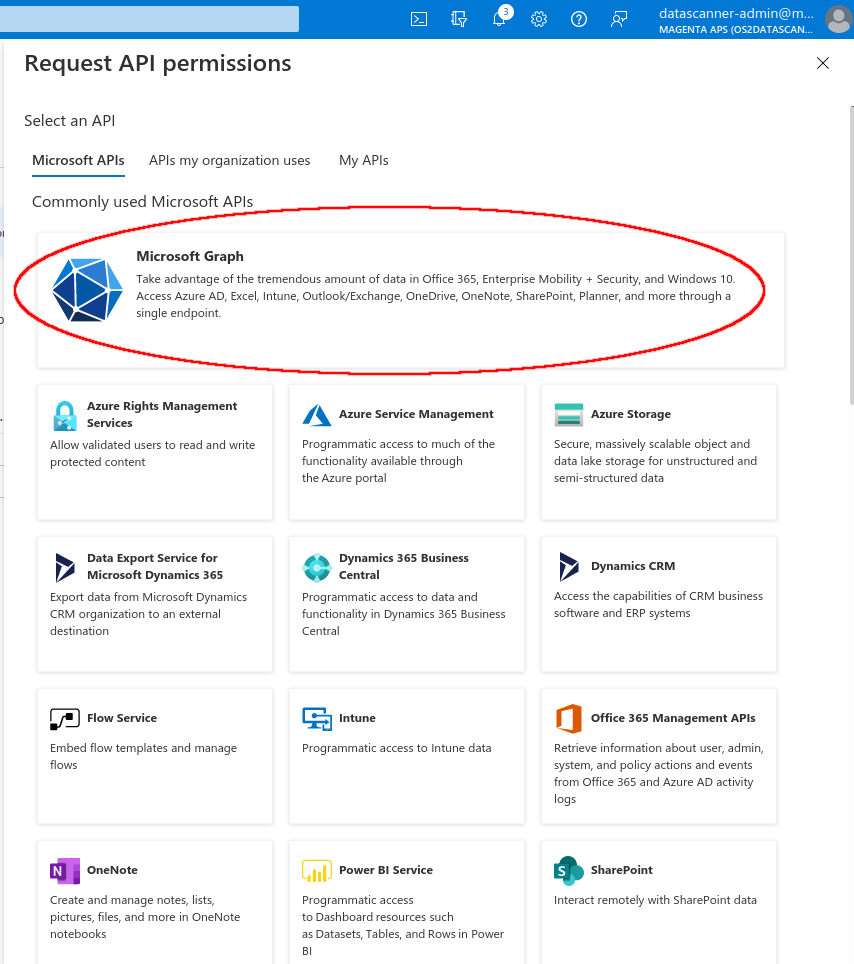 3
datascanner-admin@m...
MAGENTA APS (OS2DATASCAN...
Request API permissions
Select an API
Microsoft APIs
APIs my organization uses
My APIs
Commonly used Microsoft APIs
Microsoft Graph
Take advantage of the tremendous amount of data in Office 365, Enterprise Mobility + Security, and Windows 10.
Access Azure AD, Excel, Intune, Outlook/Exchange, OneDrive, OneNote, SharePoint, Planner, and more through a
single endpoint.
Azure Rights Management
Services
Allow validated users to read and write
protected content
Azure Service Management
Programmatic access to much of the
functionality available through
the Azure portal
Azure Storage
Secure, massively scalable object and
data lake storage for unstructured and
semi-structured data
Data Export Service for
Microsoft Dynamics 365
Export data from Microsoft Dynamics
CRM organization to an external
destination
Dynamics 365 Business
Central
Programmatic access to data and
functionality in Dynamics 365 Business
Central
Dynamics CRM
Access the capabilities of CRM business
software and ERP systems
Flow Service
Embed flow templates and manage
flows
Intune
Programmatic access to Intune data
Office 365 Management APIs
Retrieve information about user, admin,
system, and policy actions and events
from Office 365 and Azure AD activity
logs
N
OneNote
Create and manage notes, lists,
pictures, files, and more in OneNote
notebooks
Power BI Service
Programmatic access
to Dashboard resources such
as Datasets, Tables, and Rows in Power
BI
S
SharePoint
Interact remotely with SharePoint data